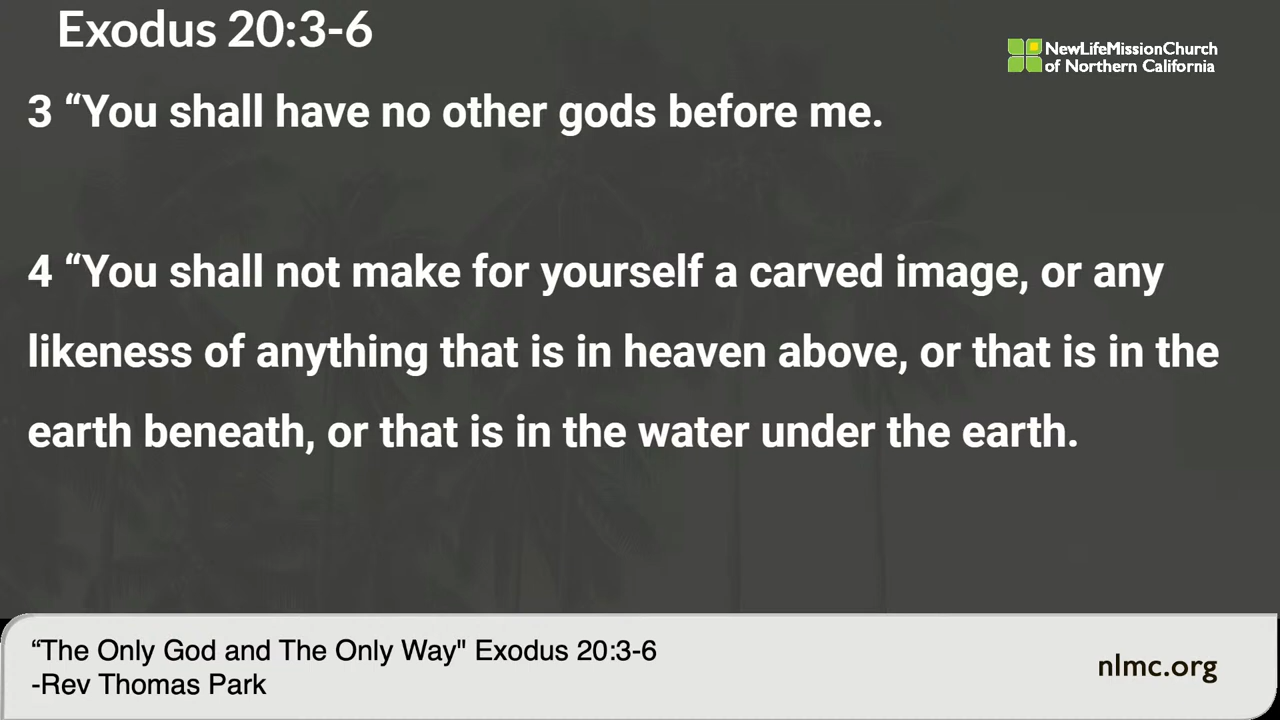 Exodus 20:3-6
NewLifeMissionChurch
of Northern California
3 “You shall have no other gods before me.
4 “You shall not make for yourself a carved image, or any
likeness of anything that is in heaven above, or that is in the
earth beneath, or that is in the water under the earth.
“The Only God and The Only Way" Exodus 20:3-6
-Rev Thomas Park
nlmc.org